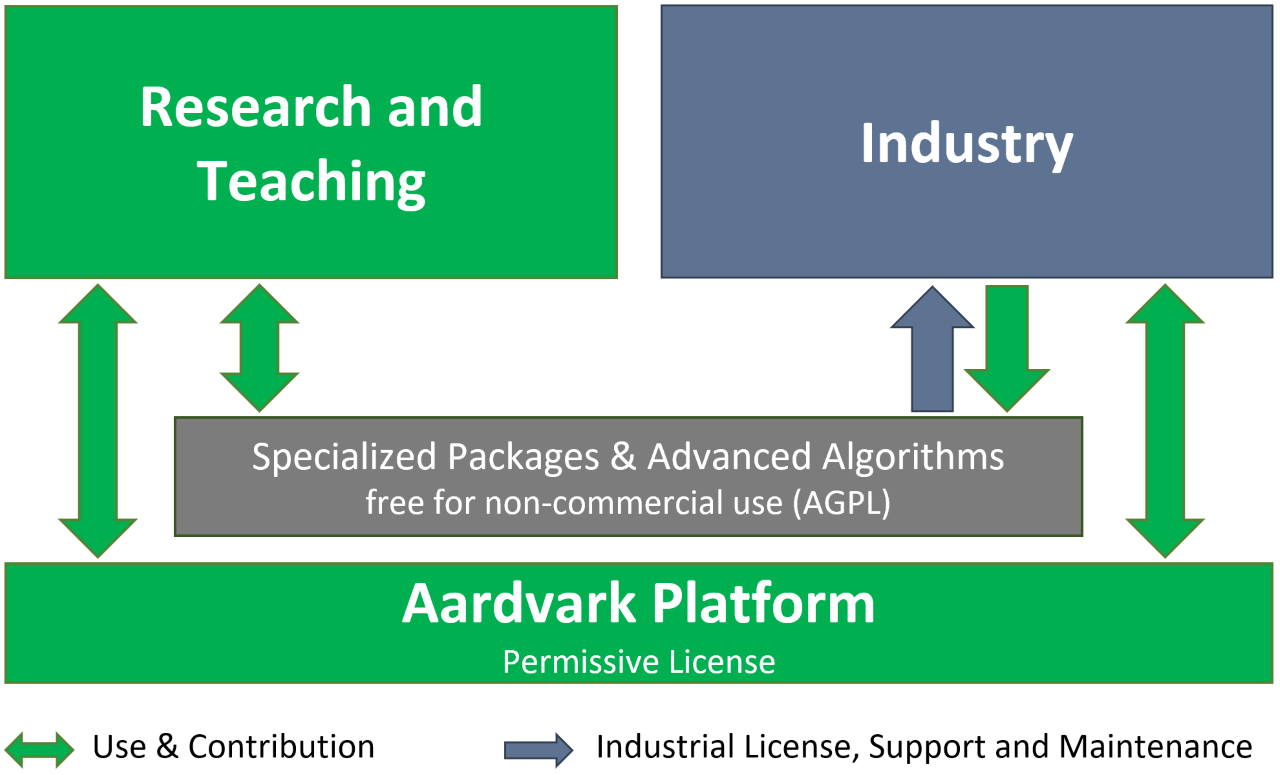 Research and
Teaching
Industry
Specialized Packages & Advanced Algorithms
free for non-commercial use (AGPL)
Aardvark Platform
Permissive License
Use & Contribution
Industrial License, Support and Maintenance